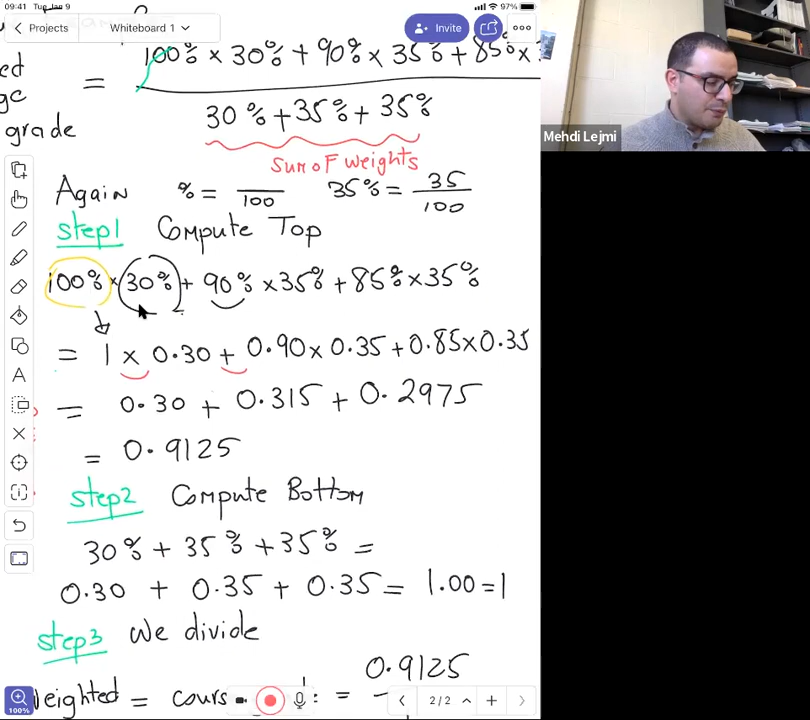 09:41 Tue Jan 9
97%
Projects Whiteboard 1 Invite
100% × 30% + 90% × 35% + 85% ×
ed
ge = 30% + 35% + 35%
grade
Sum of Weights
Again % = /100 35% = 35/100
step1 Compute Top
100% × 30% + 90% × 35% + 85% × 35%
= 1 × 0.30 + 0.90 × 0.35 + 0.85 × 0.35
= 0.30 + 0.315 + 0.2975
= 0.9125
step2 Compute Bottom
30% + 35% + 35% =
0.30 + 0.35 + 0.35 = 1.00 = 1
step3 We divide
0.9125
eighted = cours = 
100%
2/2
Mehdi Lejmi